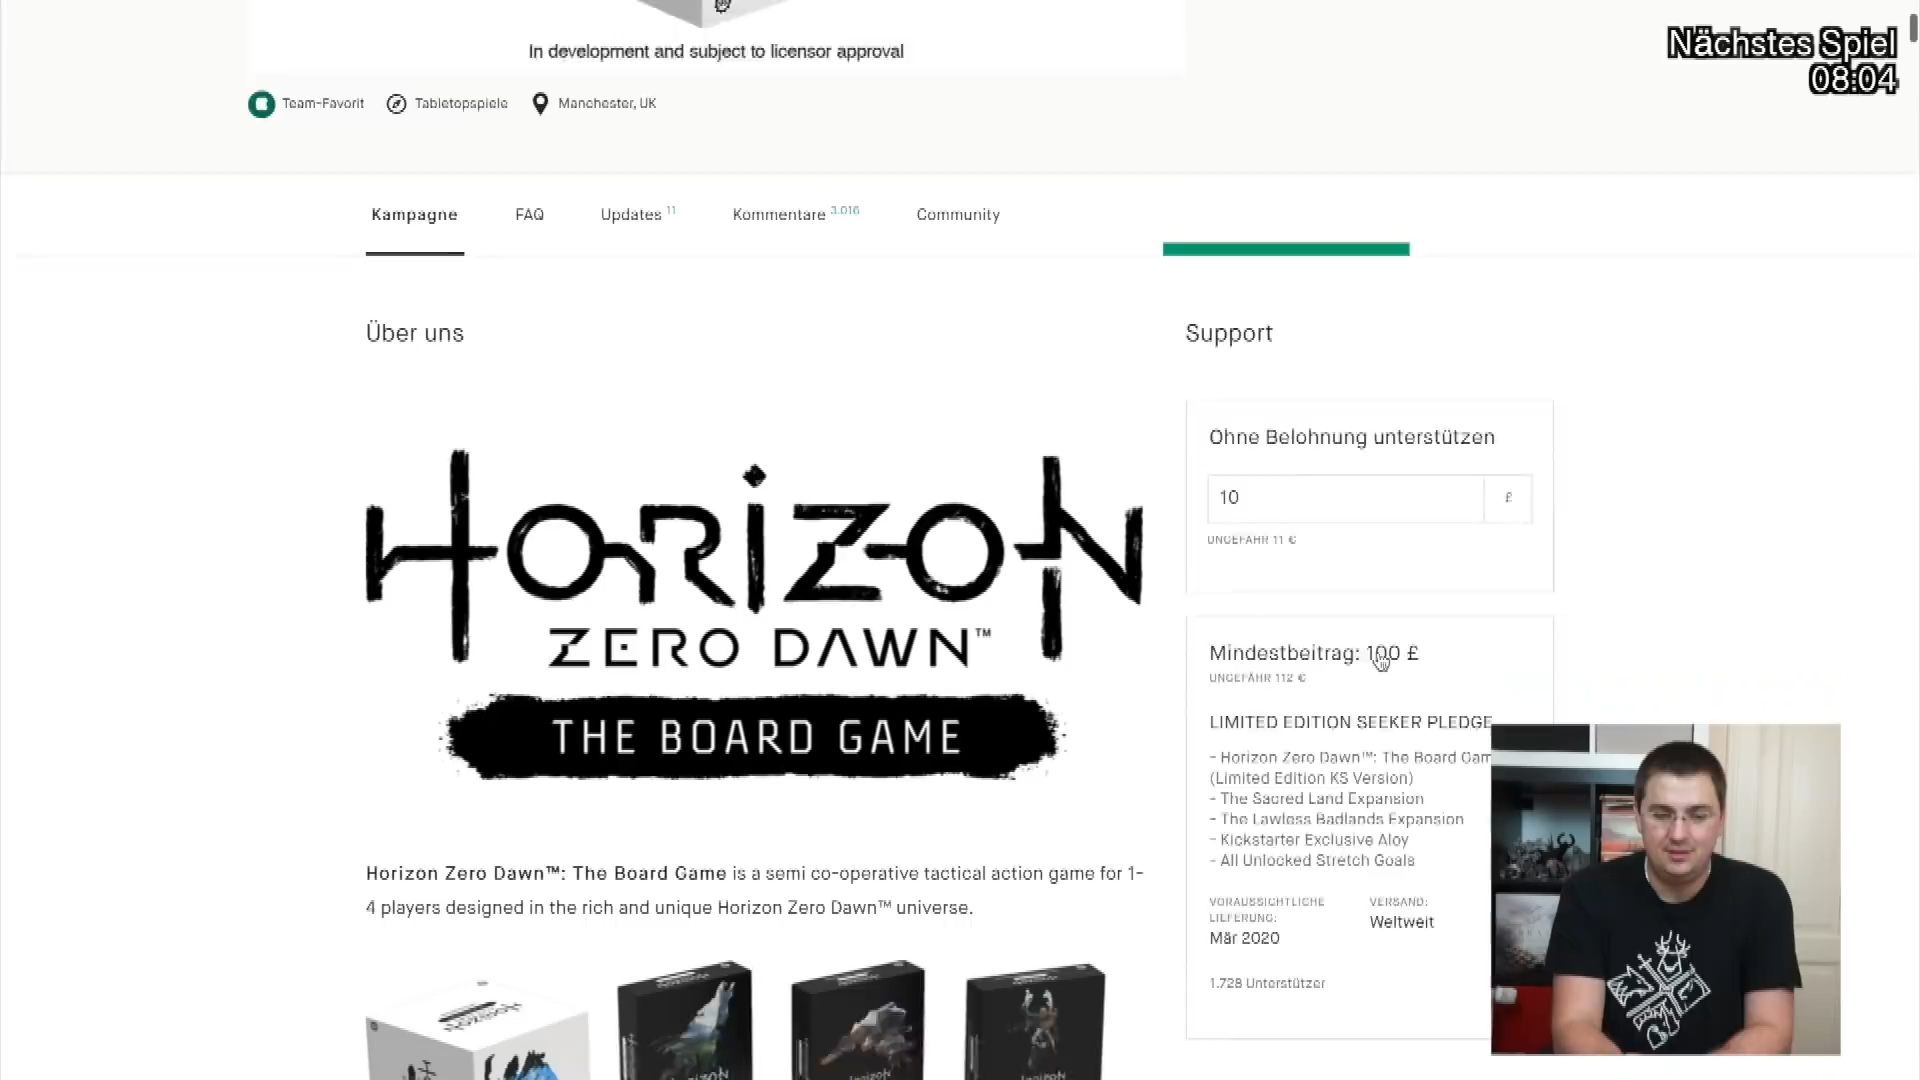 In development and subject to licensor approval
Nächstes Spiel
08:04
Team-Favorit
Tabletopspiele
Manchester, UK
Kampagne
FAQ
Updates 11
Kommentare 3.016
Community
Über uns
Support
HORIZON
ZERO DAWN™
THE BOARD GAME
Ohne Belohnung unterstützen
10
£
UNGEFÄHR 11 €
Mindestbeitrag: 100 £
UNGEFÄHR 112 €
LIMITED EDITION SEEKER PLEDGE
- Horizon Zero Dawn™: The Board Gam
(Limited Edition KS Version)
- The Sacred Land Expansion
- The Lawless Badlands Expansion
- Kickstarter Exclusive Aloy
- All Unlocked Stretch Goals
VORAUSSICHTLICHE
LIEFERUNG:
Mär 2020
VERSAND:
Weltweit
1.728 Unterstützer
Horizon Zero Dawn™: The Board Game is a semi co-operative tactical action game for 1-
4 players designed in the rich and unique Horizon Zero Dawn™ universe.